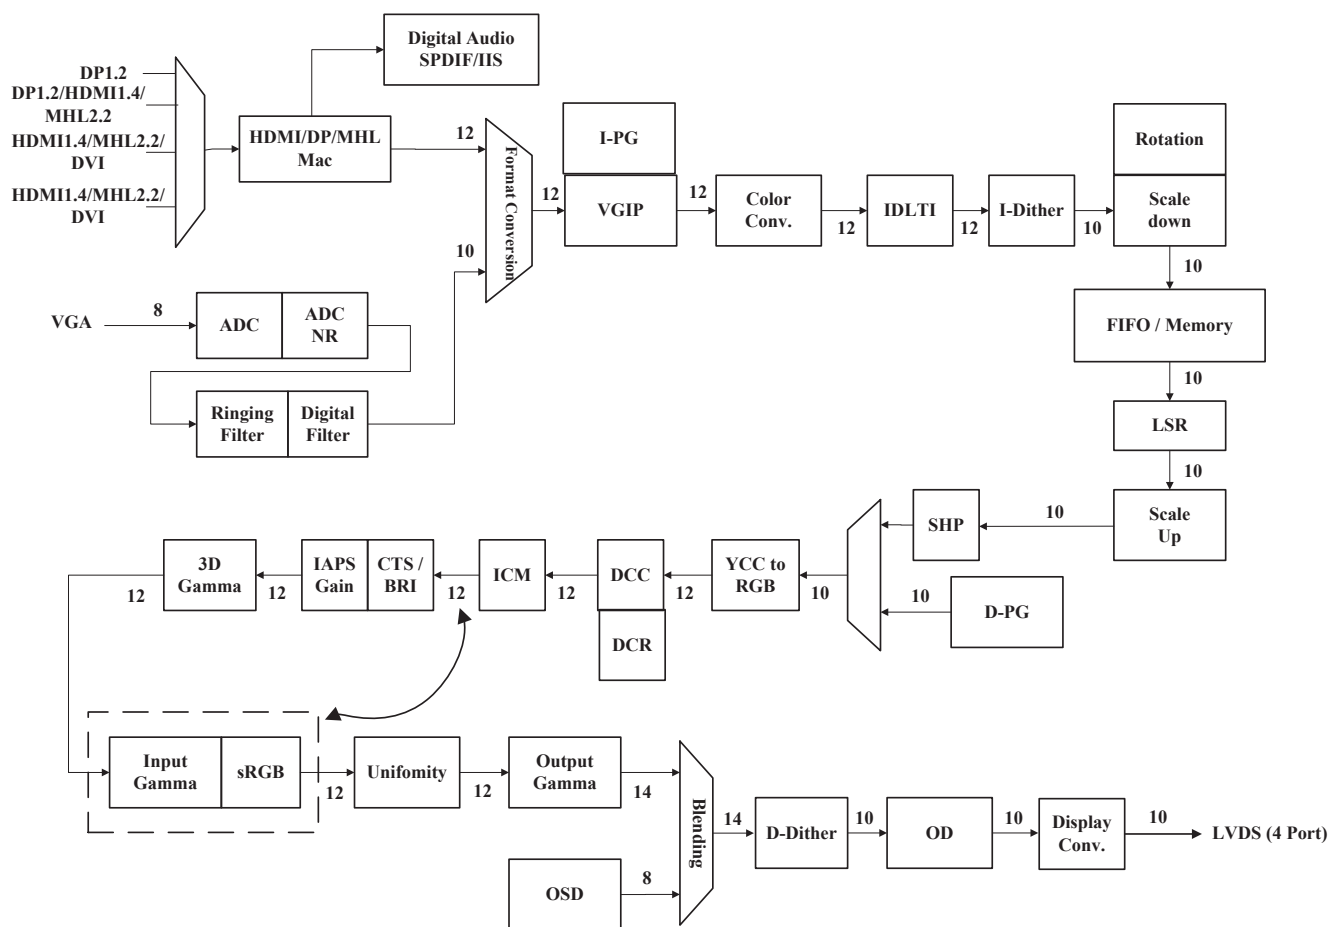 Digital Audio
SPDIF/IIS
DP1.2
DP1.2/HDMI1.4/
MHL2.2
HDMI1.4/MHL2.2/
DVI
HDMI1.4/MHL2.2/
DVI
HDMI/DP/MHL
Mac
12
Format Conversion
10
12
I-PG
VGIP
12
Color
Conv.
12
IDLTI
12
I-Dither
10
Rotation
Scale
down
10
VGA
8
ADC
ADC
NR
Ringing
Filter
Digital
Filter
FIFO / Memory
10
LSR
10
Scale
Up
10
SHP
10
D-PG
10
YCC to
RGB
12
DCC
DCR
12
ICM
12
CTS /
BRI
IAPS
Gain
12
3D
Gamma
12
Input
Gamma
sRGB
12
Unifomity
12
Output
Gamma
14
OSD
8
Blending
14
D-Dither
10
OD
10
Display
Conv.
10
LVDS (4 Port)